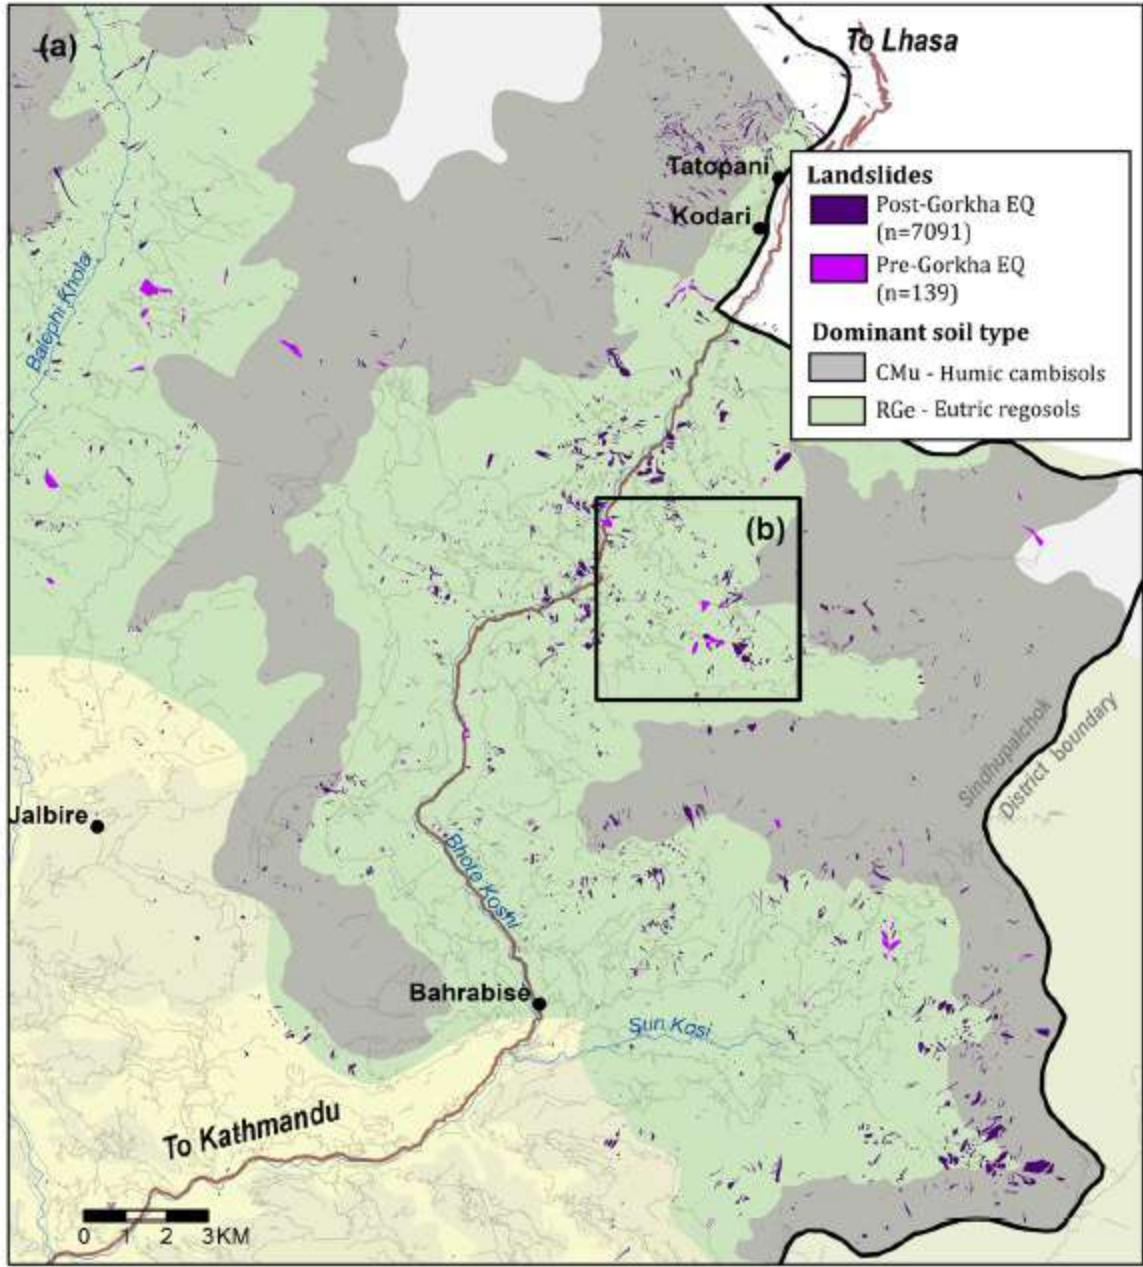 (a)
To Lhasa
Tatopani
Kodari
Landslides
Post-Gorkha EQ
(n=7091)
Pre-Gorkha EQ
(n=139)
Dominant soil type
CMu - Humic cambisols
RGe - Eutric regosols
Balephi Khola
(b)
Sindhupalchok
District boundary
Jalbire
Bhote Koshi
Bahrabise
Sun Kosi
To Kathmandu
0 1 2 3KM